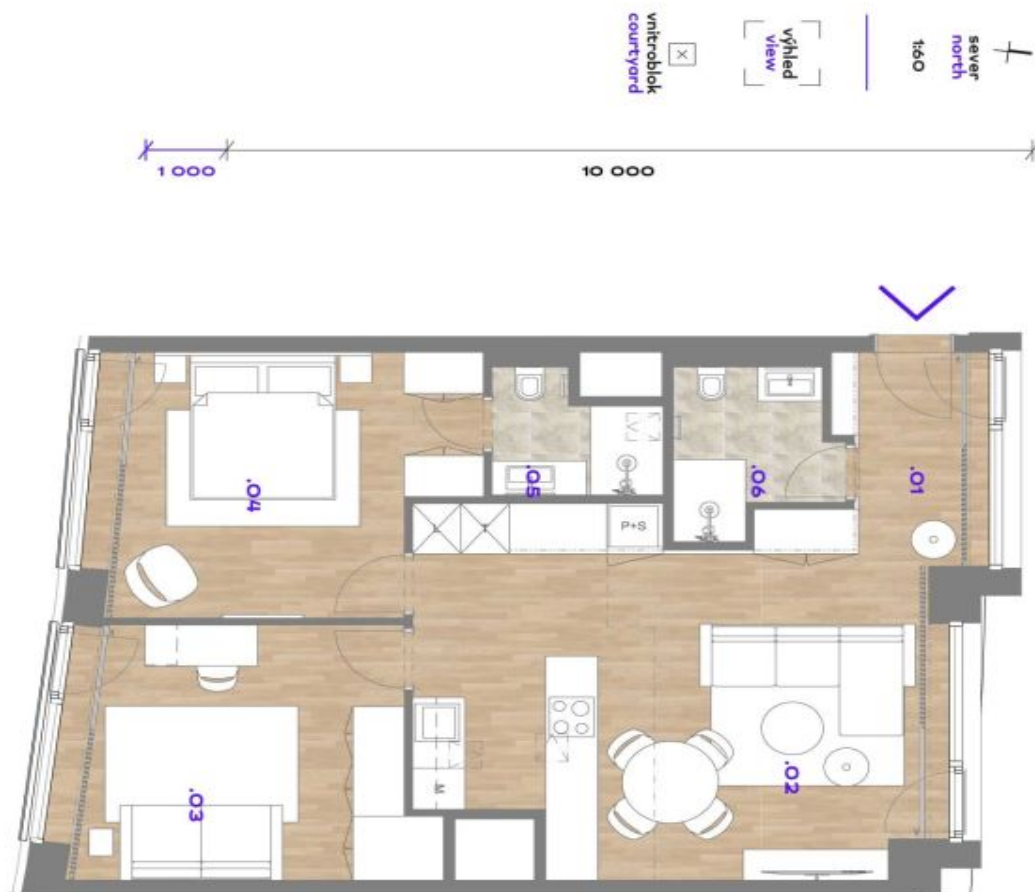 sever
north
1:60
výhled
view
vnitroblok
courtyard
1 000
10 000
.04
.05
.06
.01
P+S
.03
M
.02